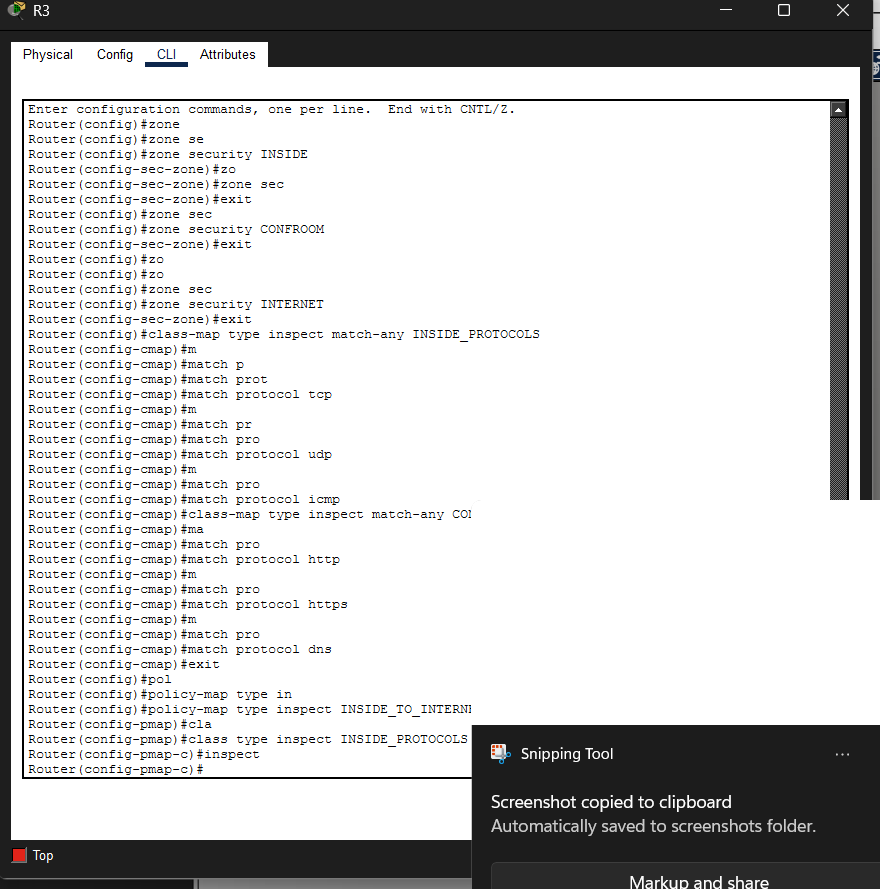 R3
Physical Config CLI Attributes
Enter configuration commands, one per line.  End with CNTL/Z.
Router(config)#zone
Router(config)#zone se
Router(config)#zone security INSIDE
Router(config-sec-zone)#zo
Router(config-sec-zone)#zone sec
Router(config-sec-zone)#exit
Router(config)#zone sec
Router(config)#zone security CONFROOM
Router(config-sec-zone)#exit
Router(config)#zo
Router(config)#zo
Router(config)#zone sec
Router(config)#zone security INTERNET
Router(config-sec-zone)#exit
Router(config)#class-map type inspect match-any INSIDE_PROTOCOLS
Router(config-cmap)#m
Router(config-cmap)#match p
Router(config-cmap)#match prot
Router(config-cmap)#match protocol tcp
Router(config-cmap)#m
Router(config-cmap)#match pr
Router(config-cmap)#match pro
Router(config-cmap)#match protocol udp
Router(config-cmap)#m
Router(config-cmap)#match pro
Router(config-cmap)#match protocol icmp
Router(config-cmap)#class-map type inspect match-any CON
Router(config-cmap)#ma
Router(config-cmap)#match pro
Router(config-cmap)#match protocol http
Router(config-cmap)#m
Router(config-cmap)#match pro
Router(config-cmap)#match protocol https
Router(config-cmap)#m
Router(config-cmap)#match pro
Router(config-cmap)#match protocol dns
Router(config-cmap)#exit
Router(config)#pol
Router(config)#policy-map type in
Router(config)#policy-map type inspect INSIDE_TO_INTERN
Router(config-pmap)#cla
Router(config-pmap)#class type inspect INSIDE_PROTOCOLS
Router(config-pmap-c)#inspect
Router(config-pmap-c)#
Top
Snipping Tool
Screenshot copied to clipboard
Automatically saved to screenshots folder.
Markup and share